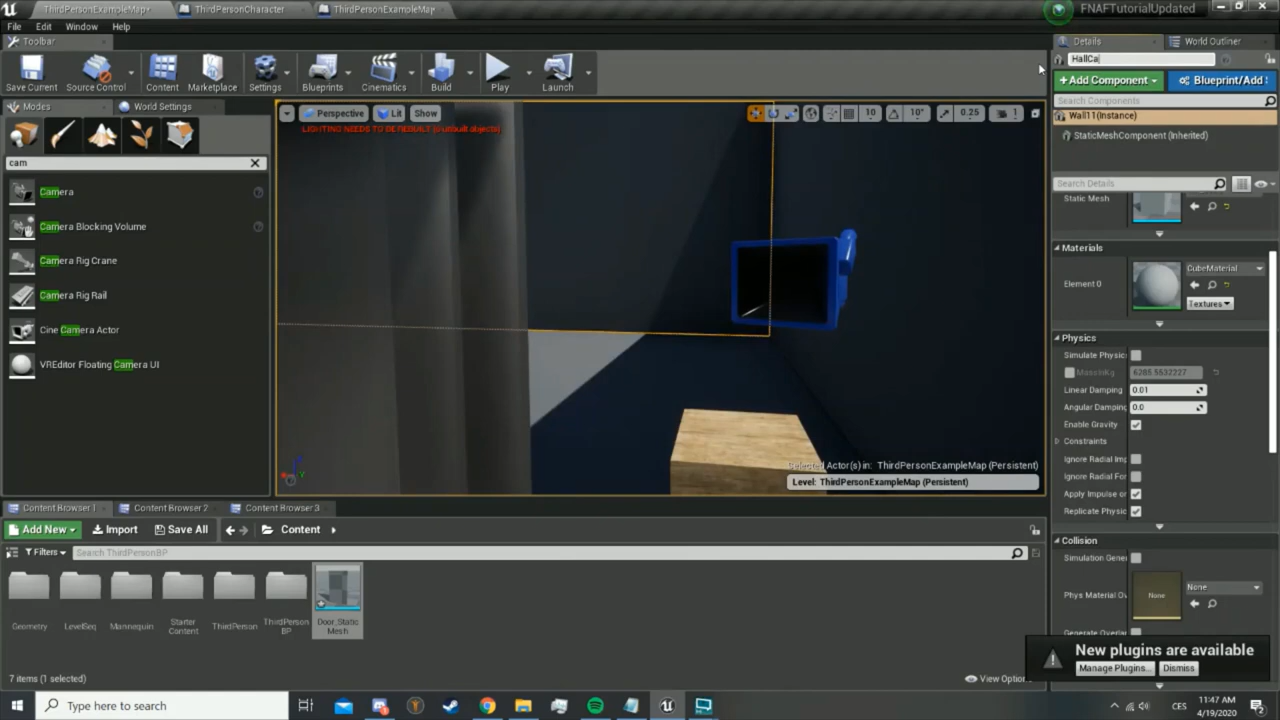 ThirdPersonExampleMap*
ThirdPersonCharacter
ThirdPersonExampleMap
FNAFTutorialUpdated
File
Edit
Window
Help
Toolbar
Save Current
Source Control
Content
Marketplace
Settings
Blueprints
Cinematics
Build
Play
Launch
Details
World Outliner
HallCa
+Add Component
Blueprint/Add S
Search Components
Wall11(Instance)
StaticMeshComponent (Inherited)
Search Details
Modes
World Settings
cam
Camera
Camera Blocking Volume
Camera Rig Crane
Camera Rig Rail
Cine Camera Actor
VREditor Floating Camera UI
Perspective
Lit
Show
10
10°
0.25
1
LIGHTING NEEDS TO BE REBUILT
Selected Actor(s) in: ThirdPersonExampleMap (Persistent)
Level: ThirdPersonExampleMap (Persistent)
Static Mesh
Materials
Element 0
CubeMaterial
Textures
Physics
Simulate Physic
MassInKg
6285.5532227
Linear Damping
0.01
Angular Damping
0.0
Enable Gravity
Constraints
Ignore Radial Im
Ignore Radial Fo
Apply Impulse o
Replicate Physic
Collision
Simulation Gene
Phys Material Ov
None
None
Generate Overla
Content Browser 1
Content Browser 2
Content Browser 3
Add New
Import
Save All
Content
Filters
Search ThirdPersonBP
Geometry
LevelSeq
Mannequin
Starter Content
ThirdPerson
ThirdPerson BP
Door_Static Mesh
7 items (1 selected)
View Option
New plugins are available
Manage Plugins...
Dismiss
Type here to search
CES
11:47 AM
4/19/2020
2